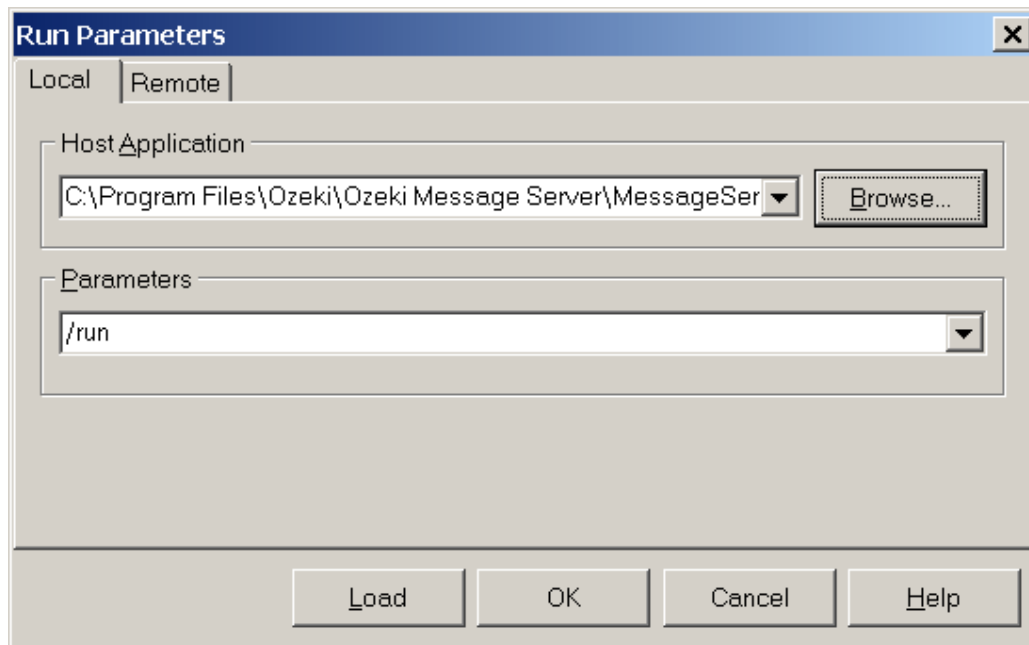 Run Parameters
Local Remote
Host Application
C:\Program Files\Ozeki\Ozeki Message Server\MessageSer
Browse...
Parameters
/run
Load OK Cancel Help